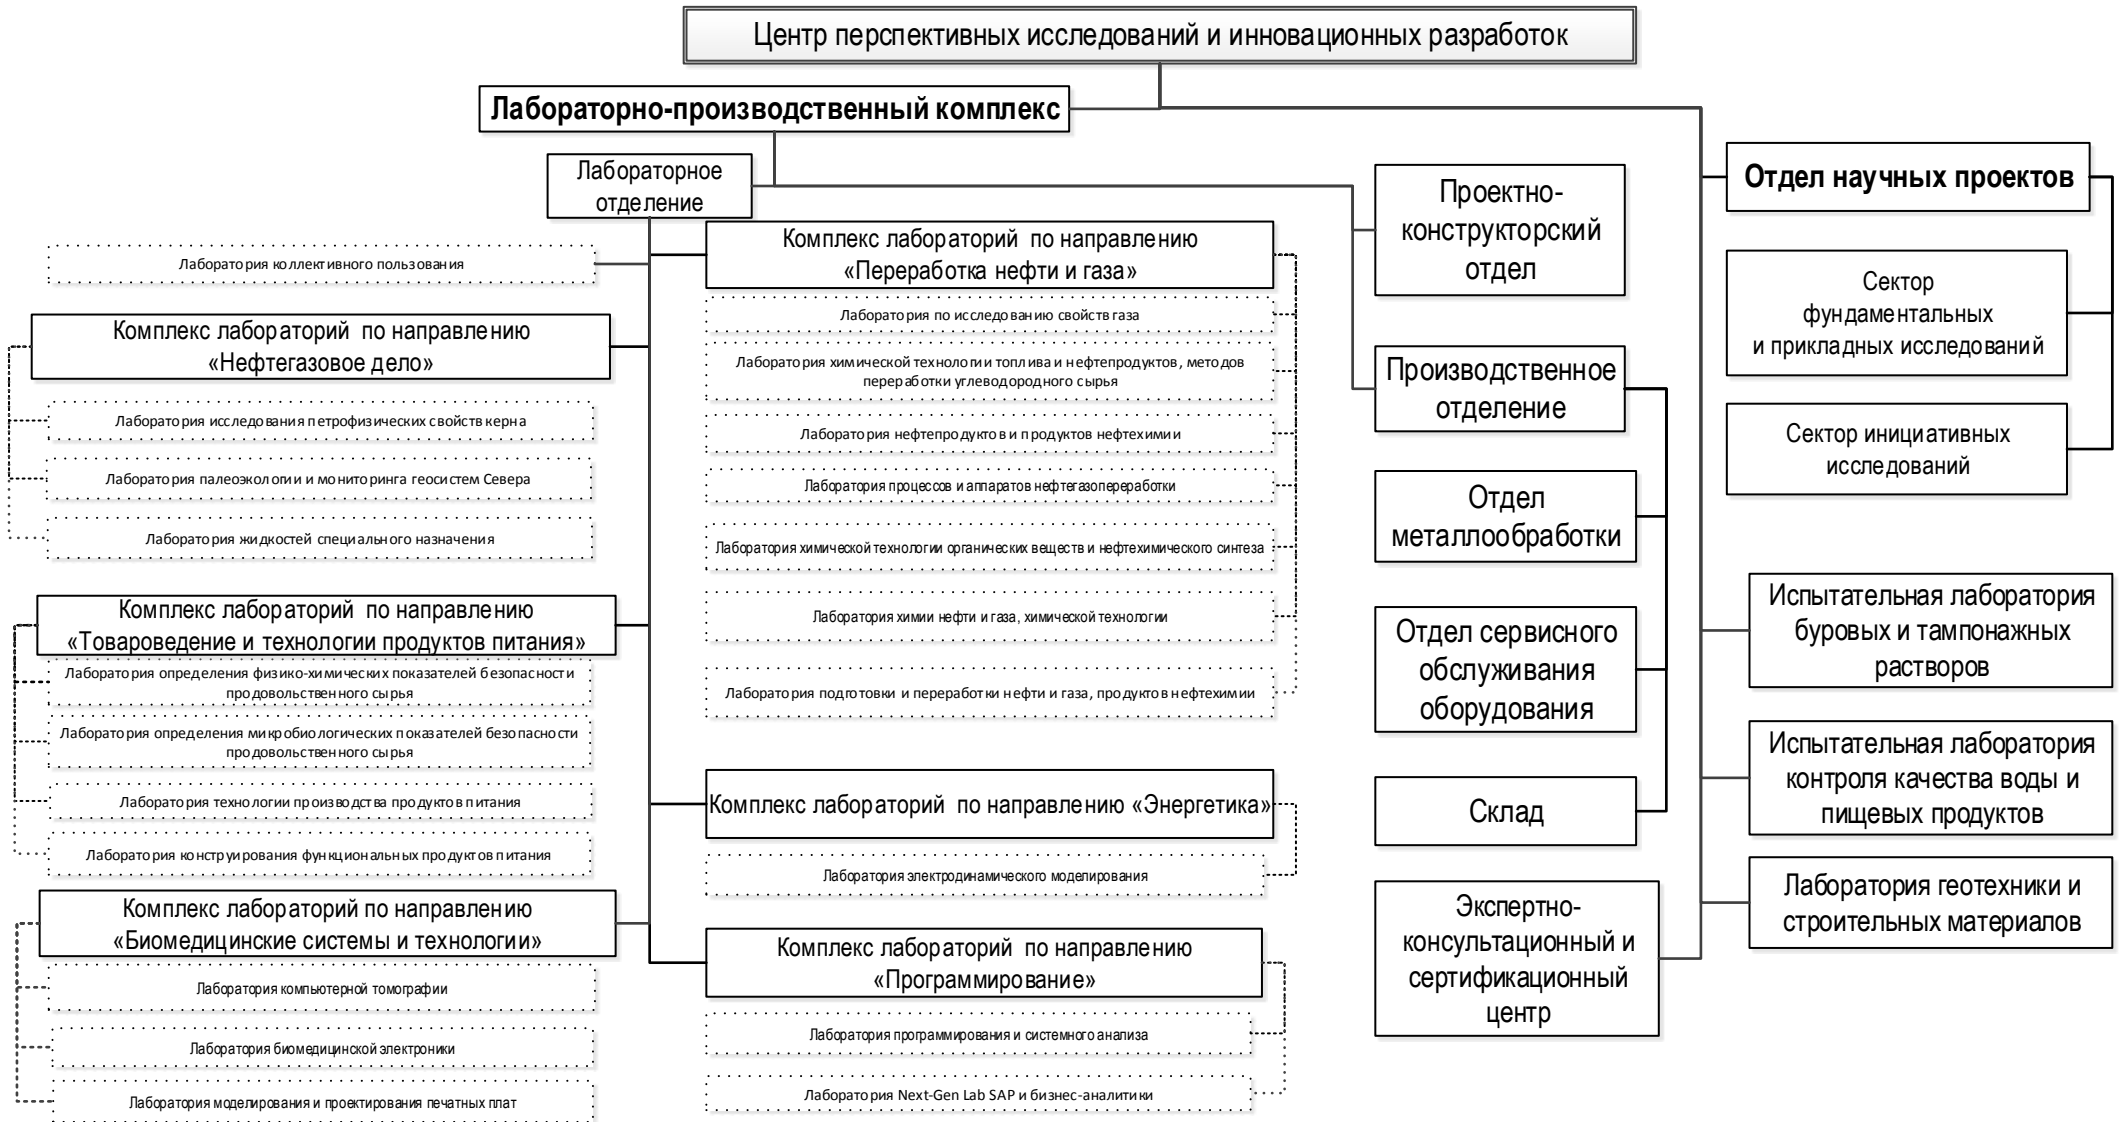 Центр перспективных исследований и инновационных разработок
Лабораторно-производственный комплекс
Лабораторное
отделение
Лаборатория коллективного пользования
Комплекс лабораторий по направлению
«Нефтегазовое дело»
Лаборатория исследования петрофизических свойств керна
Лаборатория палеоэкологии и мониторинга геосистем Севера
Лаборатория жидкостей специального назначения
Комплекс лабораторий по направлению
«Товароведение и технологии продуктов питания»
Лаборатория определения физико-химических показателей безопасности
продовольственного сырья
Лаборатория определения микробиологических показателей безопасности
продовольственного сырья
Лаборатория технологии производства продуктов питания
Лаборатория конструирования функциональных продуктов питания
Комплекс лабораторий по направлению
«Биомедицинские системы и технологии»
Лаборатория компьютерной томографии
Лаборатория биомедицинской электроники
Лаборатория моделирования и проектирования печатных плат
Комплекс лабораторий по направлению
«Переработка нефти и газа»
Лаборатория по исследованию свойств газа
Лаборатория химической технологии топлива и нефтепродуктов, методов
переработки углеводородного сырья
Лаборатория нефтепродуктов и продуктов нефтехимии
Лаборатория процессов и аппаратов нефтегазопереработки
Лаборатория химической технологии органических веществ и нефтехимического синтеза
Лаборатория химии нефти и газа, химической технологии
Лаборатория подготовки и переработки нефти и газа, продуктов нефтехимии
Комплекс лабораторий по направлению «Энергетика»
Лаборатория электродинамического моделирования
Комплекс лабораторий по направлению
«Программирование»
Лаборатория программирования и системного анализа
Лаборатория Next-Gen Lab SAP и бизнес-аналитики
Проектно-
конструкторский
отдел
Производственное
отделение
Отдел
металлообработки
Отдел сервисного
обслуживания
оборудования
Склад
Экспертно-
консультационный и
сертификационный
центр
Отдел научных проектов
Сектор
фундаментальных
и прикладных исследований
Сектор инициативных
исследований
Испытательная лаборатория
буровых и тампонажных
растворов
Испытательная лаборатория
контроля качества воды и
пищевых продуктов
Лаборатория геотехники и
строительных материалов